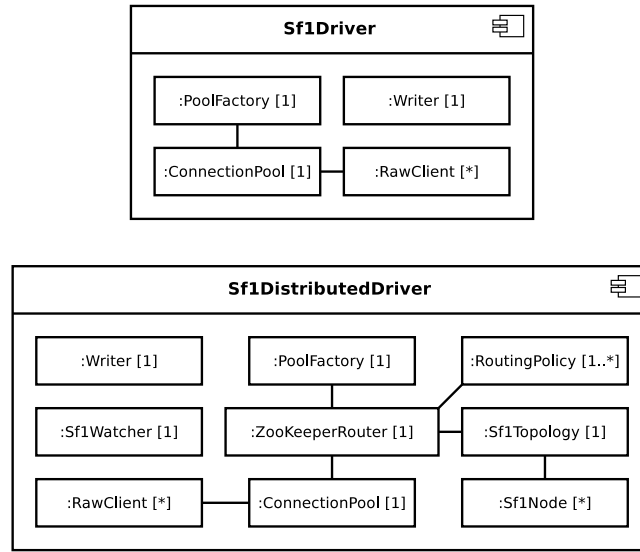 Sf1Driver
:PoolFactory [1]
:Writer [1]
:ConnectionPool [1]
:RawClient [*]
Sf1DistributedDriver
:Writer [1]
:PoolFactory [1]
:RoutingPolicy [1..*]
:Sf1Watcher [1]
:ZooKeeperRouter [1]
:Sf1Topology [1]
:RawClient [*]
:ConnectionPool [1]
:Sf1Node [*]